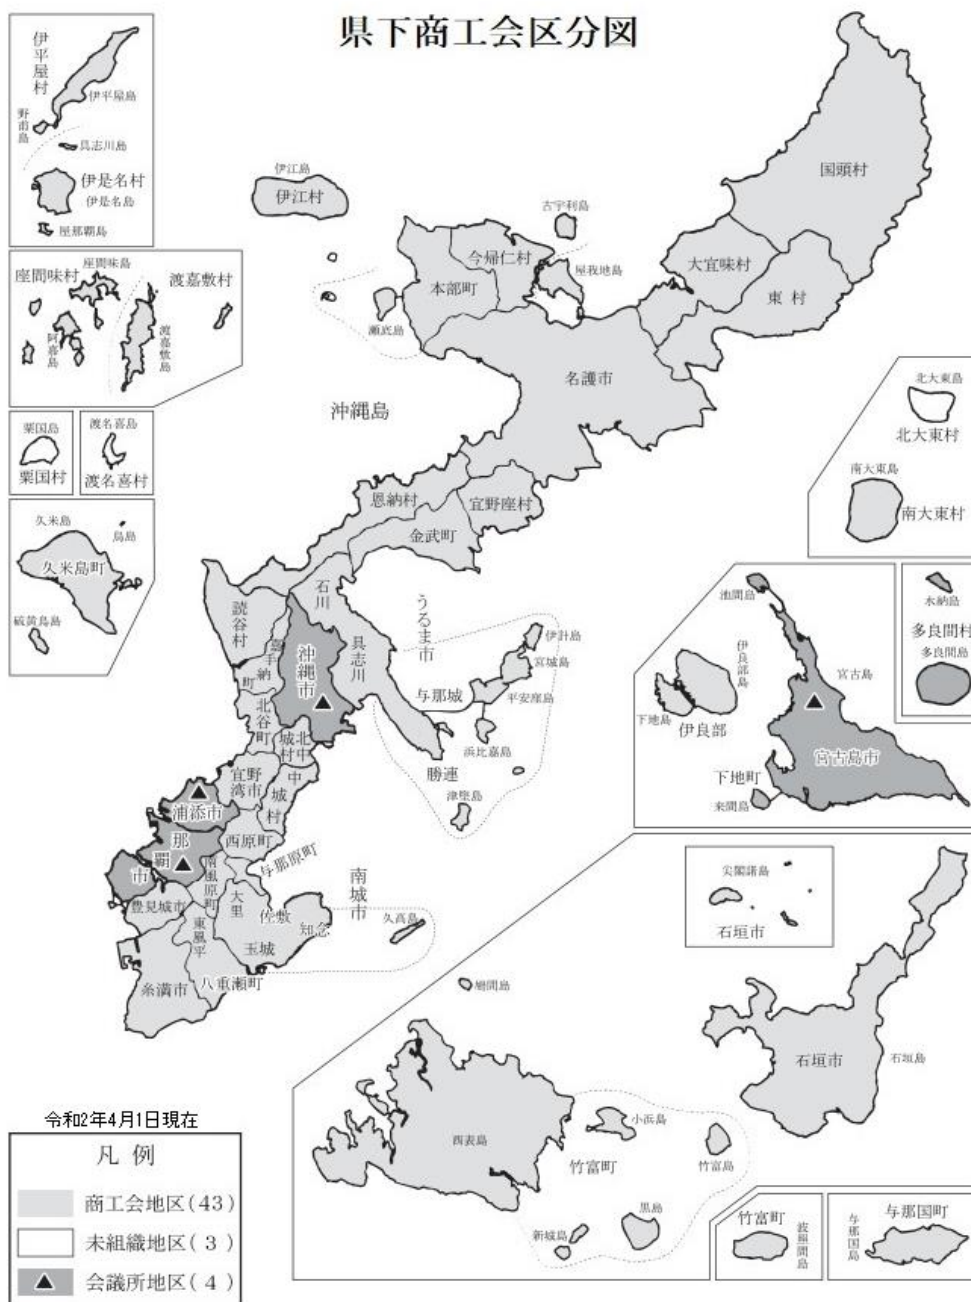 県下商工会区分図
伊平屋村
伊平屋島
野甫島
具志川島
伊是名村
伊是名島
屋那覇島
座間味村
座間味島
渡嘉敷村
阿嘉島
渡嘉敷島
粟国島
粟国村
渡名喜島
渡名喜村
久米島
鳥島
久米島町
硫黄鳥島
伊江島
伊江村
古宇利島
国頭村
今帰仁村
屋我地島
大宜味村
本部町
東村
瀬底島
名護市
沖縄島
恩納村
宜野座村
金武町
石川
うるま市
読谷村
嘉手納町
沖縄市
具志川
伊計島
宮城島
与那城
平安座島
浜比嘉島
北谷町
北中城村
勝連
津堅島
宜野湾市
中城村
浦添市
西原町
那覇市
南風原町
与那原町
豊見城市
大里
南城市
佐敷
知念
久高島
東風平
玉城
糸満市
八重瀬町
北大東島
北大東村
南大東島
南大東村
池間島
水納島
多良間村
多良間島
伊良部島
宮古島
下地島
伊良部
宮古島市
下地町
来間島
尖閣諸島
石垣市
鳩間島
石垣市
石垣島
西表島
小浜島
竹富町
竹富島
新城島
黒島
竹富町
波照間島
与那国町
与那国島
令和2年4月1日現在
凡例
商工会地区(43)
未組織地区(3)
▲ 会議所地区(4)